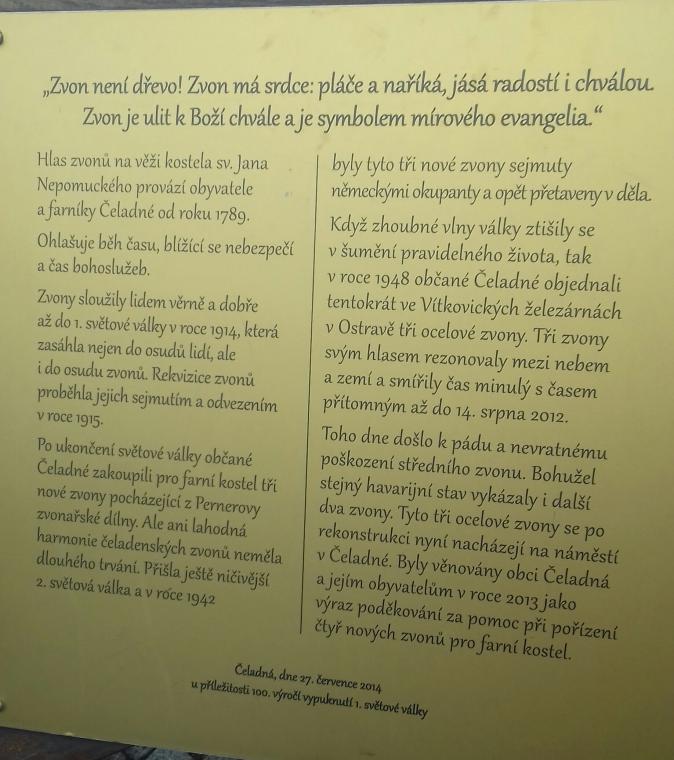 „Zvon není dřevo! Zvon má srdce: pláče a naříká, jásá radostí i chválou.
Zvon je ulit k Boží chvále a je symbolem mírového evangelia.“
Hlas zvonů na věži kostela sv. Jana
Nepomuckého provází obyvatele
a farníky Čeladné od roku 1789.
Ohlašuje běh času, blížící se nebezpečí
a čas bohoslužeb.
Zvony sloužily lidem věrně a dobře
až do 1. světové války v roce 1914, která
zasáhla nejen do osudů lidí, ale
i do osudu zvonů. Rekvizice zvonů
proběhla jejich sejmutím a odvezením
v roce 1915.
Po ukončení světové války občané
Čeladné zakoupili pro farní kostel tři
nové zvony pocházející z Pernerovy
zvonařské dílny. Ale ani lahodná
harmonie čeladenských zvonů neměla
dlouhého trvání. Přišla ještě ničivější
2. světová válka a v roce 1942
byly tyto tři nové zvony sejmuty
německými okupanty a opět přetaveny v děla.
Když zhoubné vlny války ztišily se
v šumění pravidelného života, tak
v roce 1948 občané Čeladné objednali
tentokrát ve Vítkovických železárnách
v Ostravě tři ocelové zvony. Tři zvony
svým hlasem rezonovaly mezi nebem
a zemí a smířily čas minulý s časem
přítomným až do 14. srpna 2012.
Toho dne došlo k pádu a nevratnému
poškození středního zvonu. Bohužel
stejný havarijní stav vykázaly i další
dva zvony. Tyto tři ocelové zvony se po
rekonstrukci nyní nacházejí na náměstí
v Čeladné. Byly věnovány obci Čeladná
a jejím obyvatelům v roce 2013 jako
výraz poděkování za pomoc při pořízení
čtyř nových zvonů pro farní kostel.
Čeladná, dne 27. července 2014
u příležitosti 100. výročí vypuknutí 1. světové války